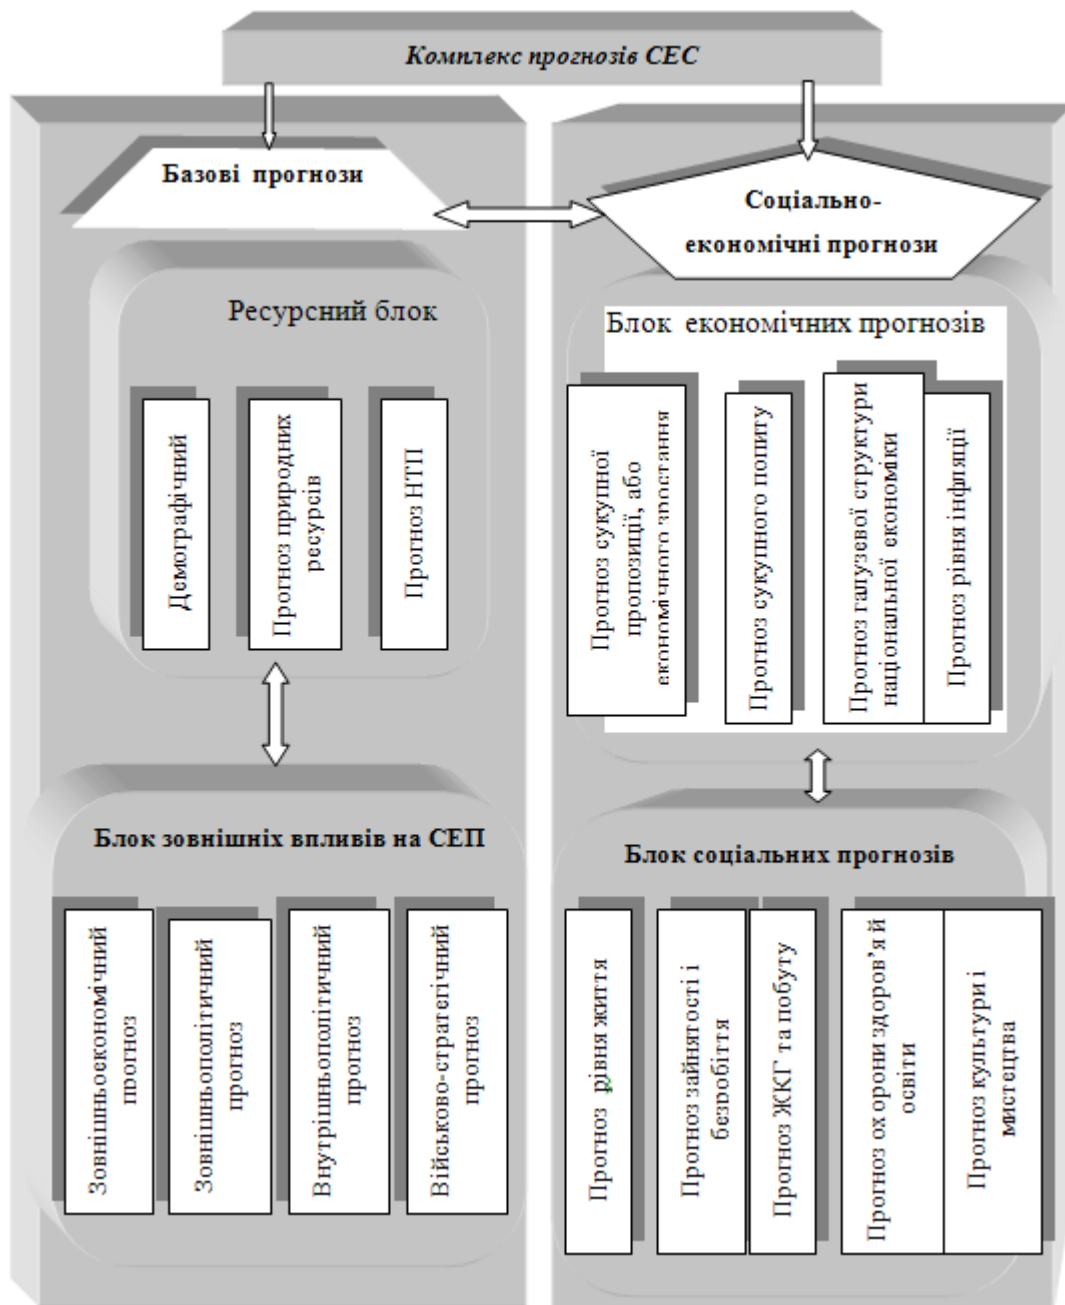 Комплекс прогнозів СЕС
Базові прогнози
Соціально-
економічні прогнози
Ресурсний блок
Демографічний
Прогноз природних
ресурсів
Прогноз НТП
Блок економічних прогнозів
Прогноз сукупної
пропозиції, або
економічного зростання
Прогноз сукупного попиту
Прогноз галузевої структури
національної економіки
Прогноз рівня інфляції
Блок зовнішніх впливів на СЕП
Зовнішньоекономічний
прогноз
Зовнішньополітичний
прогноз
Внутрішньополітичний
прогноз
Військово-стратегічний
прогноз
Блок соціальних прогнозів
Прогноз рівня життя
Прогноз зайнятості і
безробіття
Прогноз ЖКГ та побуту
Прогноз охорони здоров'я й
освіти
Прогноз культури і
мистецтва